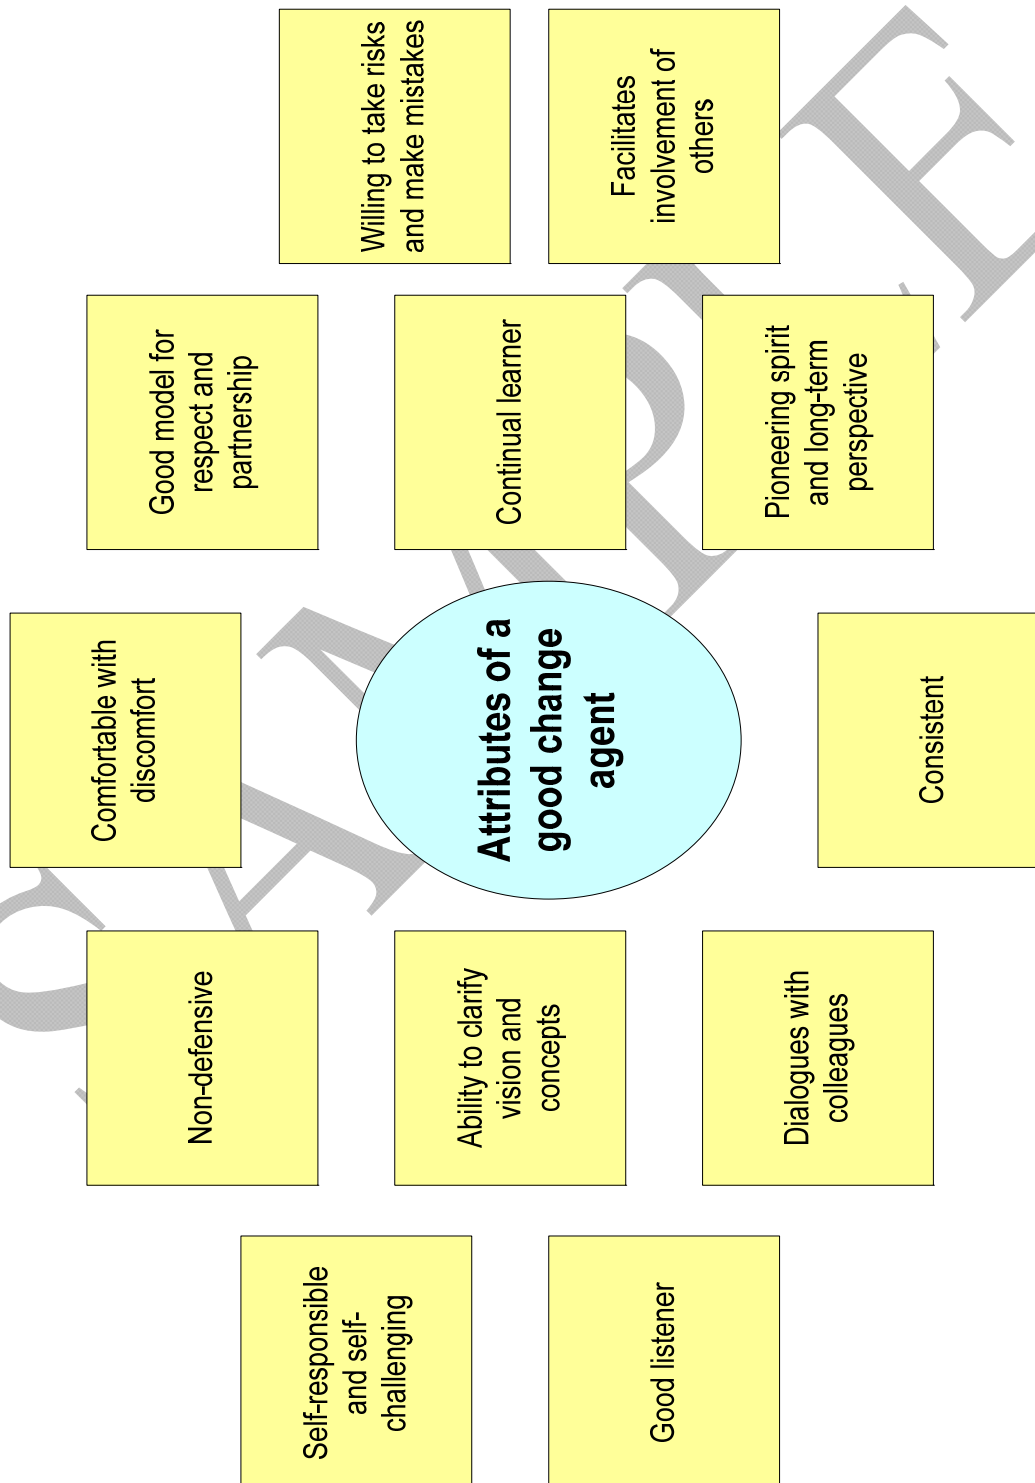 Comfortable with
discomfort
Non-defensive
Good model for
respect and
partnership
Self-responsible
and self-
challenging
Willing to take risks
and make mistakes
Ability to clarify
vision and
concepts
Attributes of a
good change
agent
Continual learner
Good listener
Facilitates
involvement of
others
Dialogues with
colleagues
Pioneering spirit
and long-term
perspective
Consistent
SAMPLE